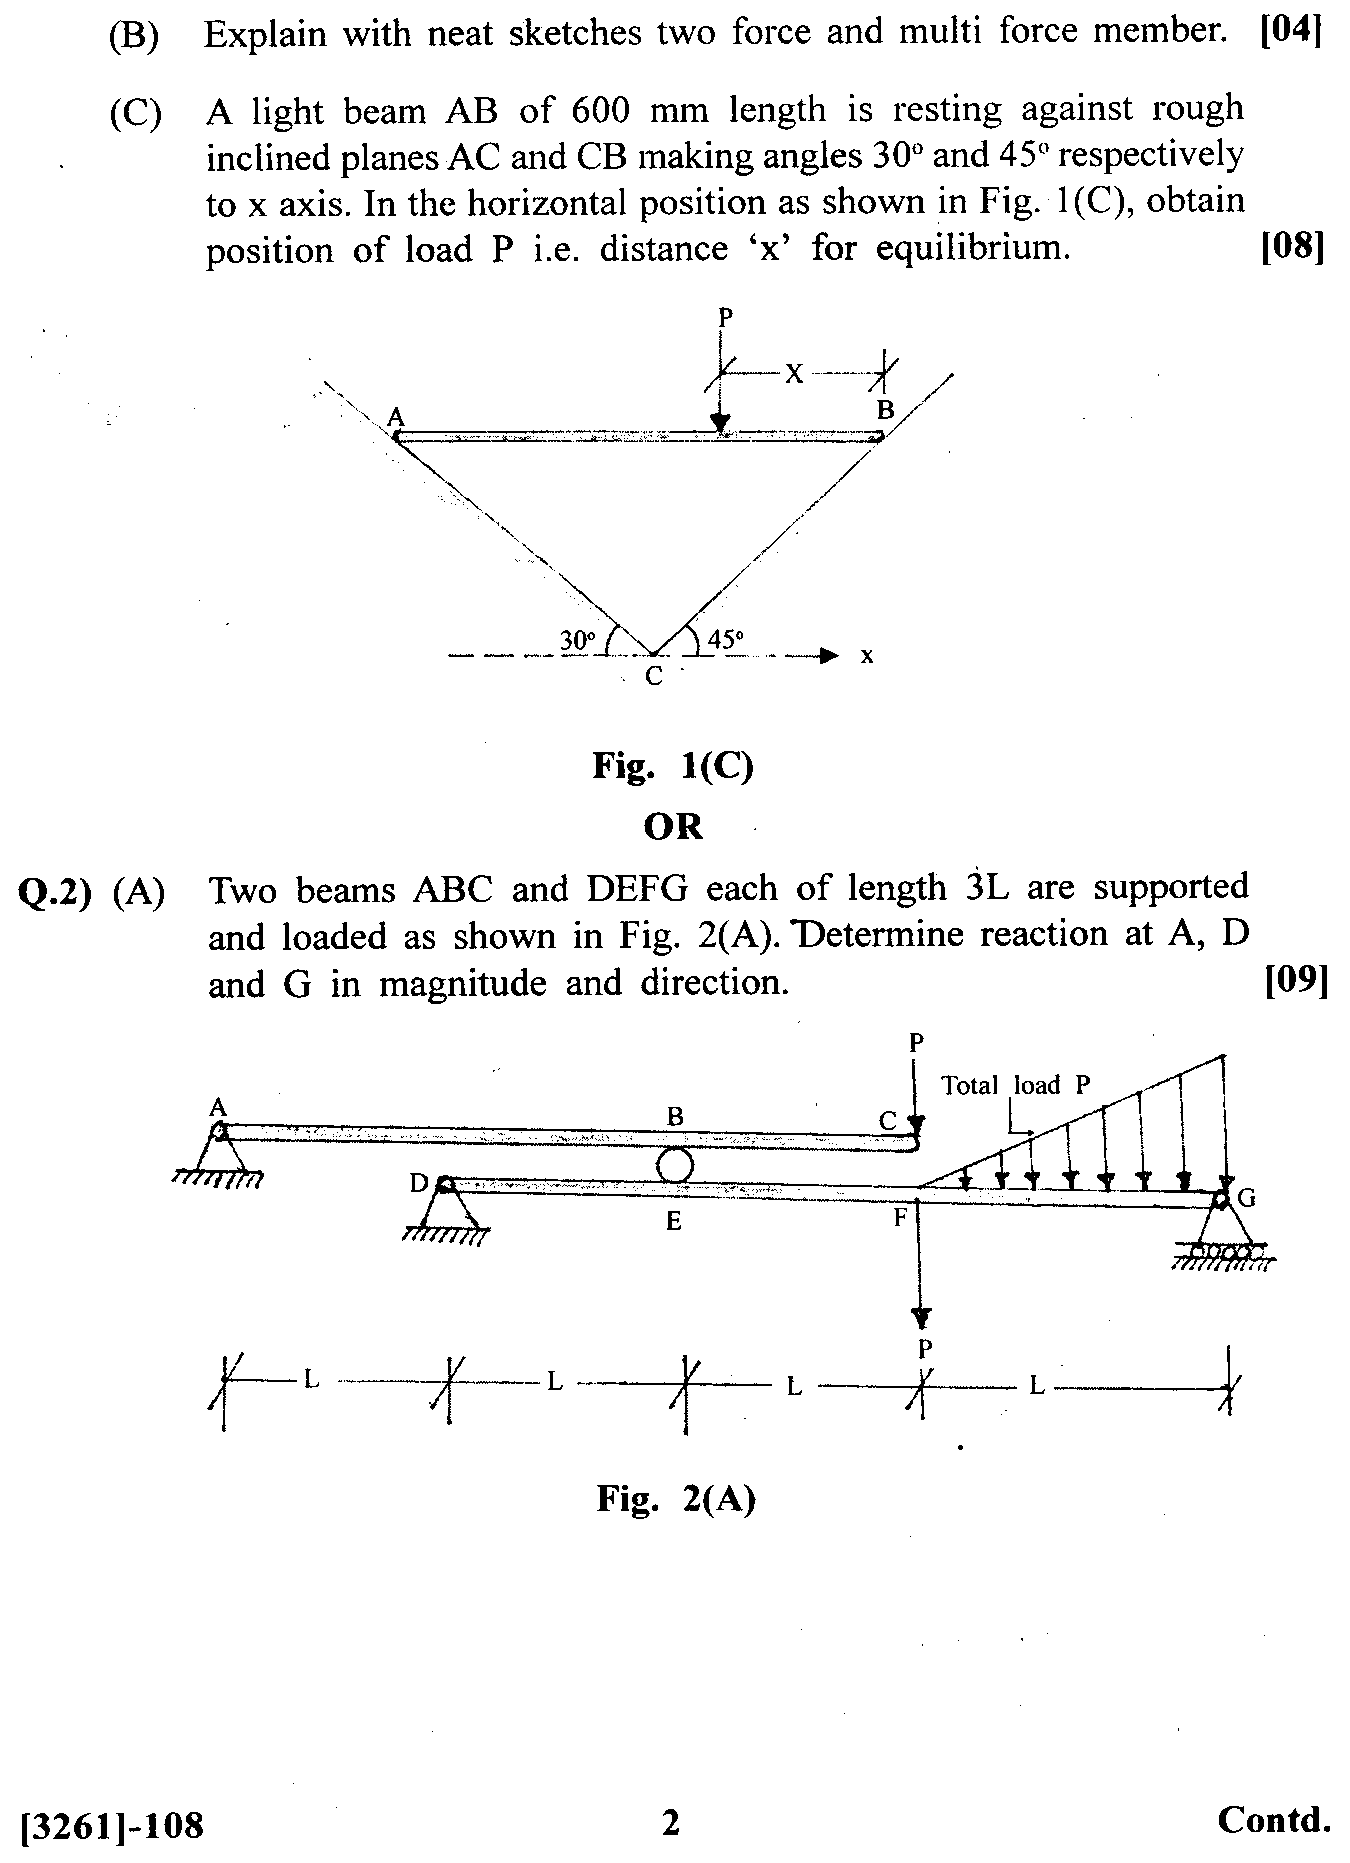 (B) Explain with neat sketches two force and multi force member. [04]
(C) A light beam AB of 600 mm length is resting against rough
inclined planes AC and CB making angles 30° and 45° respectively
to x axis. In the horizontal position as shown in Fig. 1(C), obtain
position of load P i.e. distance ‘x’ for equilibrium. [08]
P
X
A
B
30°
45°
x
C
Fig. 1(C)
OR
Q.2) (A) Two beams ABC and DEFG each of length 3L are supported
and loaded as shown in Fig. 2(A). Determine reaction at A, D
and G in magnitude and direction. [09]
P
Total load P
A
B
C
D
G
E
F
P
L
L
L
L
Fig. 2(A)
[3261]-108
2
Contd.